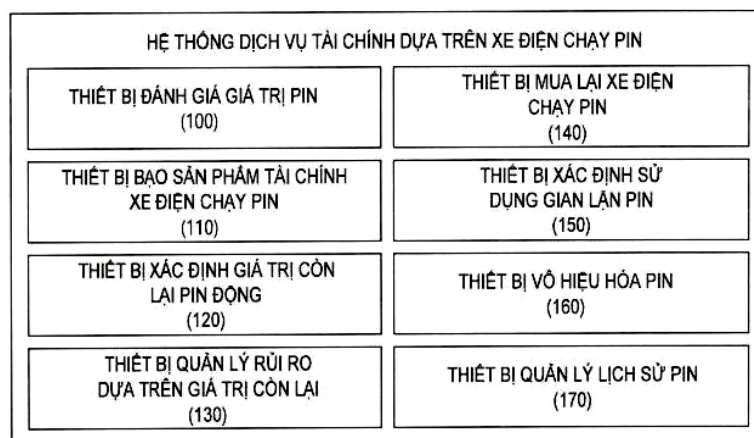 HỆ THỐNG DỊCH VỤ TÀI CHÍNH DỰA TRÊN XE ĐIỆN CHẠY PIN
THIẾT BỊ ĐÁNH GIÁ GIÁ TRỊ PIN
(100)
THIẾT BỊ BẠO SẢN PHẨM TÀI CHÍNH
XE ĐIỆN CHẠY PIN
(110)
THIẾT BỊ XÁC ĐỊNH GIÁ TRỊ CÒN
LẠI PIN ĐỘNG
(120)
THIẾT BỊ QUẢN LÝ RỦI RO
DỰA TRÊN GIÁ TRỊ CÒN LẠI
(130)
THIẾT BỊ MUA LẠI XE ĐIỆN
CHẠY PIN
(140)
THIẾT BỊ XÁC ĐỊNH SỬ
DỤNG GIAN LẬN PIN
(150)
THIẾT BỊ VÔ HIỆU HÓA PIN
(160)
THIẾT BỊ QUẢN LÝ LỊCH SỬ PIN
(170)